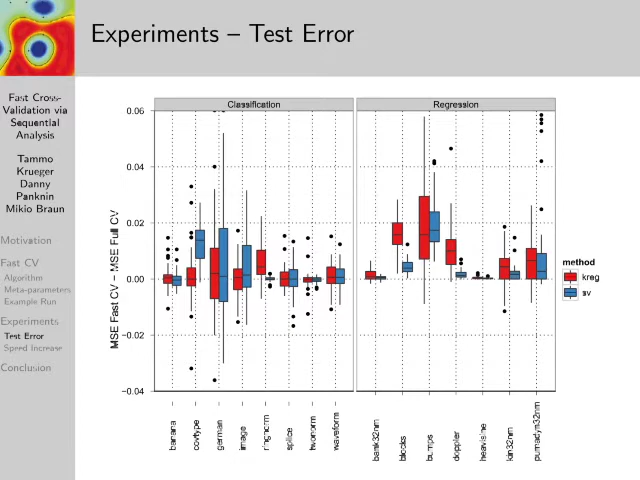 Experiments – Test Error
Fast Cross-
Validation via
Sequential
Analysis
Tammo
Krueger
Danny
Panknin
Mikio Braun
Motivation
Fast CV
Algorithm
Meta-parameters
Example Run
Experiments
Test Error
Speed Increase
Conclusion
Classification
Regression
MSE Fast CV − MSE Full CV
0.06
0.04
0.02
0.00
−0.02
−0.04
banana
covtype
german
image
ringnorm
splice
twonorm
waveform
bank32nm
blocks
bumps
doppler
heavisine
kin32nm
pumadyn32nm
method
kreg
sv